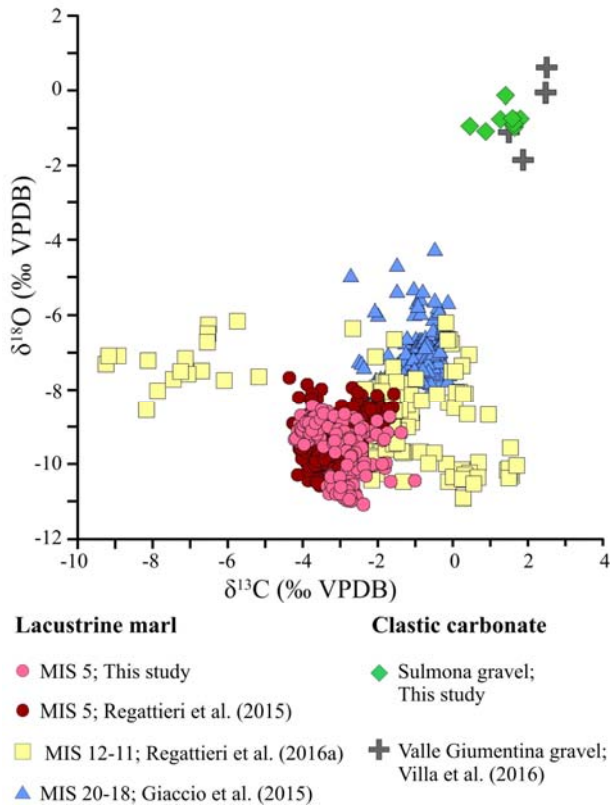 2
0
-2
-4
-6
-8
-10
-12
δ18O (‰ VPDB)
-10 -8 -6 -4 -2 0 2 4
δ13C (‰ VPDB)
Lacustrine marl
MIS 5; This study
MIS 5; Regattieri et al. (2015)
MIS 12-11; Regattieri et al. (2016a)
MIS 20-18; Giaccio et al. (2015)
Clastic carbonate
Sulmona gravel;
This study
Valle Giumentina gravel;
Villa et al. (2016)